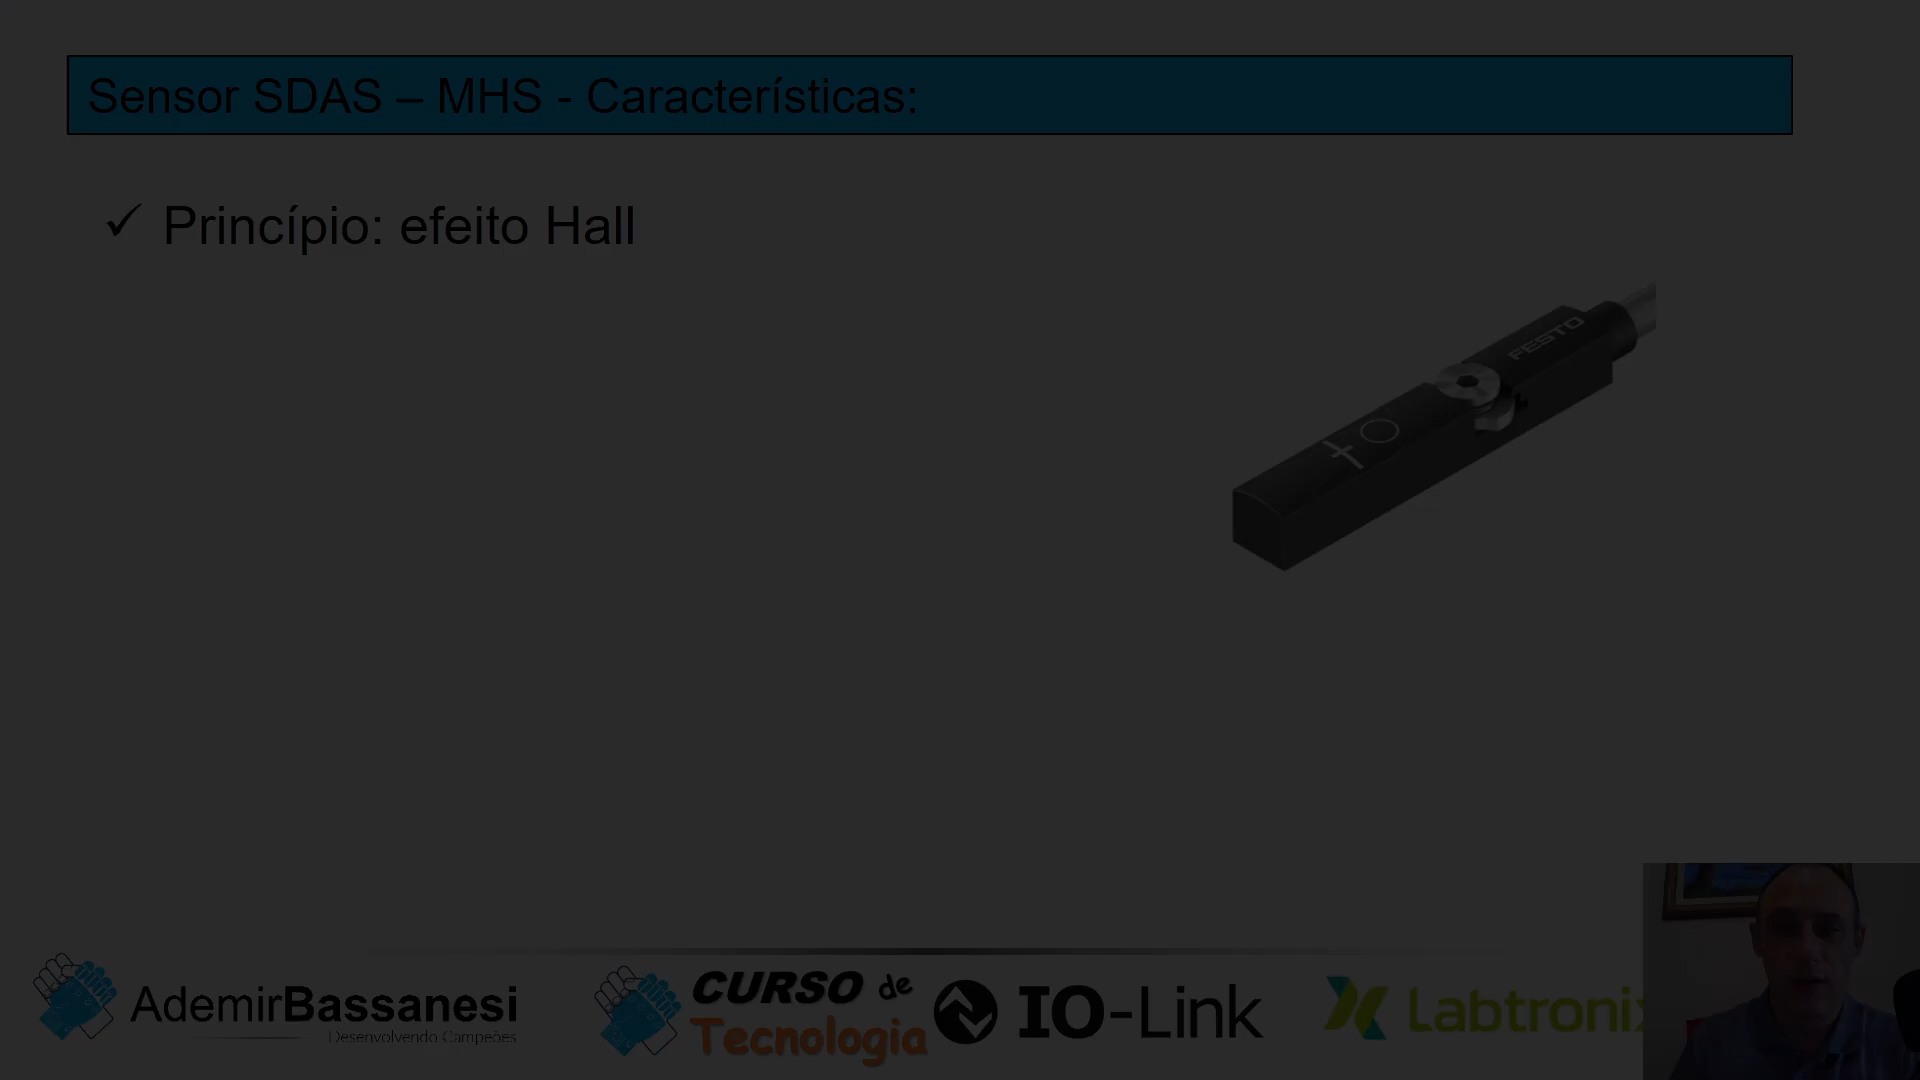 Sensor SDAS – MHS - Características:
✓ Princípio: efeito Hall
FESTO
AdemirBassanesi
Desenvolvendo Campeões
CURSO de
Tecnologia
IO-Link
Labtronix